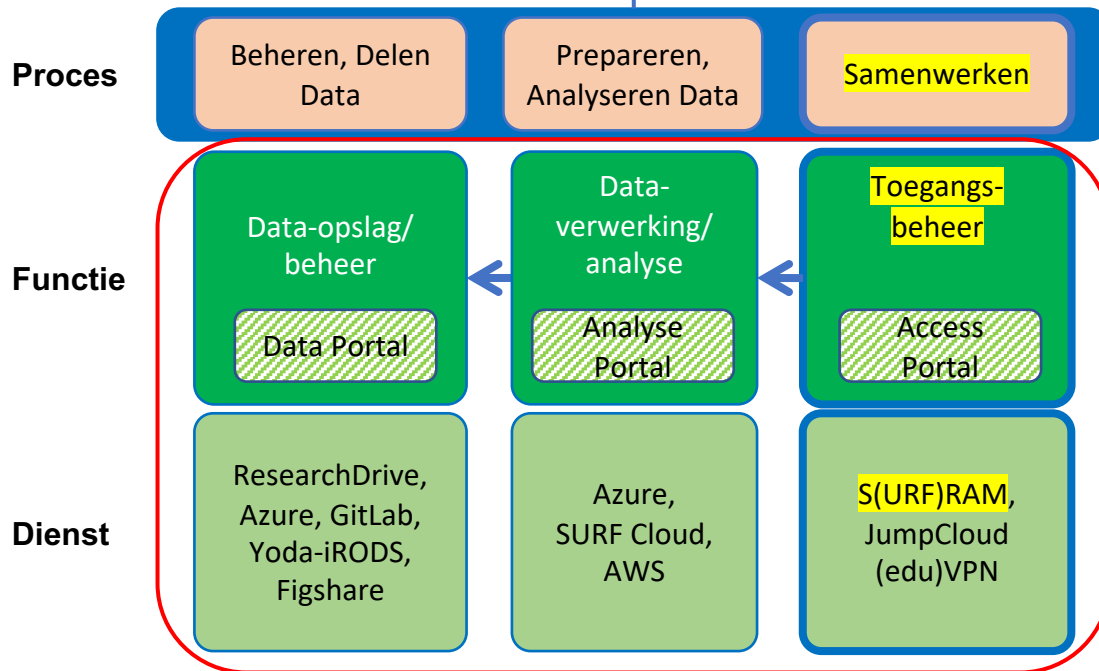 Proces
Beheren, Delen
Data
Prepareren,
Analyseren Data
Samenwerken
Functie
Data-opslag/
beheer
Data Portal
Data-
verwerking/
analyse
Analyse
Portal
Toegangs-
beheer
Access
Portal
Dienst
ResearchDrive,
Azure, GitLab,
Yoda-iRODS,
Figshare
Azure,
SURF Cloud,
AWS
S(URF)RAM,
JumpCloud
(edu)VPN